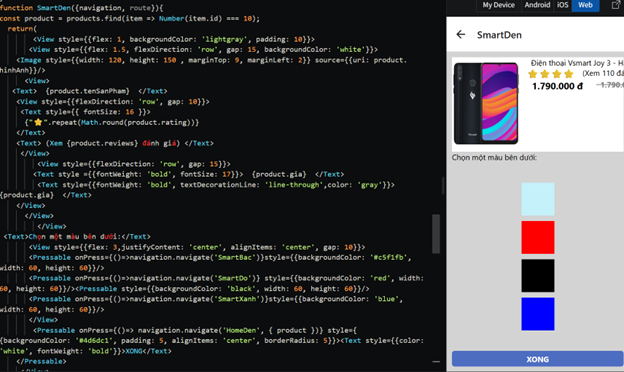 function SmartDen({navigation, route}){
const product = products.find(item => Number(item.id) === 10);
return(
<View style={{flex: 1, backgroundColor: 'lightgray', padding: 10}}>
<View style={{flex: 1.5, flexDirection: 'row', gap: 15, backgroundColor: 'white'}}>
<Image style={{width: 120, height: 150 , marginTop: 9, marginLeft: 2}} source={{uri: product.
hinhAnh}}/>
<View>
<Text> {product.tenSanPham} </Text>
<View style={{flexDirection: 'row', gap: 10}}>
<Text style={{ fontSize: 16 }}>
{"⭐".repeat(Math.round(product.rating))}
</Text>
<Text> (Xem {product.reviews} đánh giá) </Text>
</View>
<View style={{flexDirection: 'row', gap: 15}}>
<Text style ={{fontWeight: 'bold', fontSize: 17}}> {product.gia} </Text>
<Text style={{fontWeight: 'bold', textDecorationLine: 'line-through',color: 'gray'}}>
{product.gia} </Text>
</View>
</View>
</View>
<Text>Chọn một màu bên dưới:</Text>
<View style={{flex: 3,justifyContent: 'center', alignItems: 'center', gap: 10}}>
<Pressable onPress={()=>navigation.navigate('SmartBac')}style={{backgroundColor: '#c5f1fb',
width: 60, height: 60}}/>
<Pressable onPress={()=>navigation.navigate('SmartDo')} style={{backgroundColor: 'red', width:
60, height: 60}}/><Pressable style={{backgroundColor: 'black', width: 60, height: 60}}/>
<Pressable onPress={()=>navigation.navigate('SmartXanh')}style={{backgroundColor: 'blue',
width: 60, height: 60}}/>
</View>
<Pressable onPress={()=> navigation.navigate('HomeDen', { product })} style={
{backgroundColor: '#4d6dc1', padding: 5, alignItems: 'center', borderRadius: 5}}><Text style={{color:
'white', fontWeight: 'bold'}}>XONG</Text>
</Pressable>
</View>
My Device Android iOS Web
SmartDen
Điện thoại Vsmart Joy 3 - H
(Xem 110 đá
1.790.000 đ 1.790.0
Chọn một màu bên dưới:
XONG